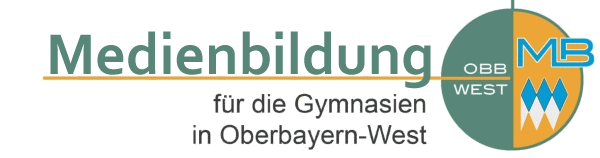 Medienbildung
für die Gymnasien
in Oberbayern-West
OBB
WEST
MB